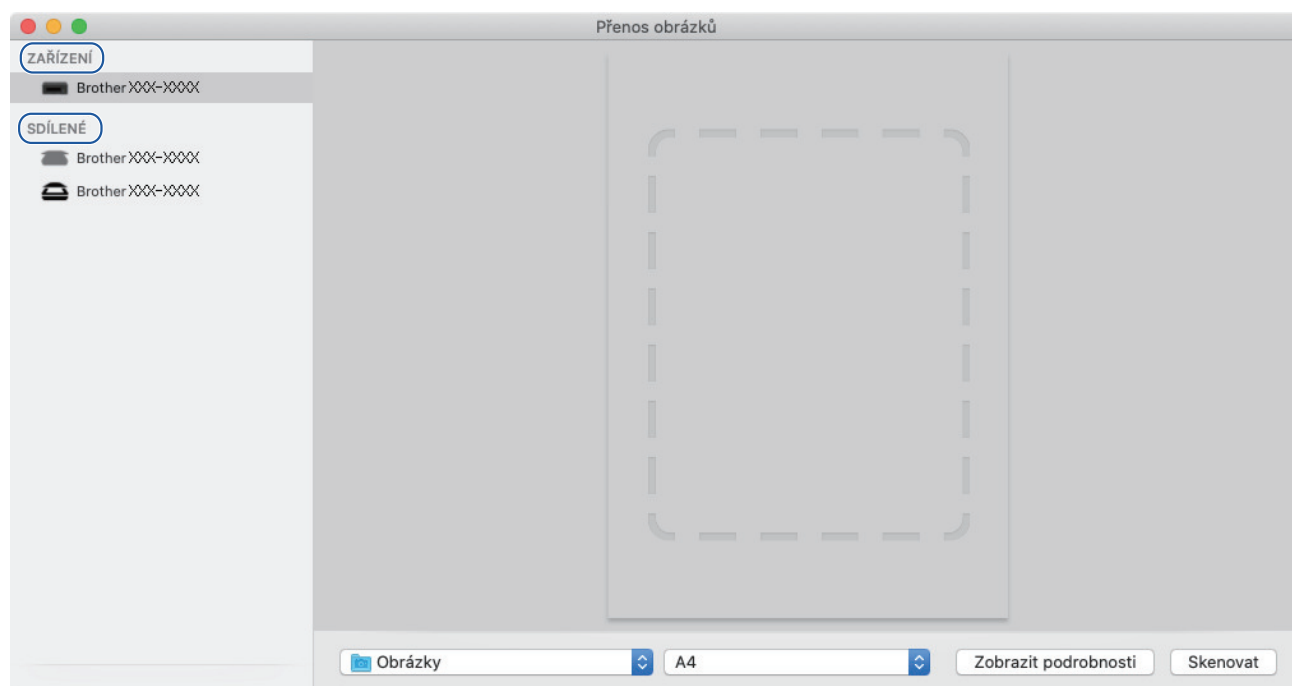 Přenos obrázků
ZAŘÍZENÍ
Brother XXX-XXXX
SDÍLENÉ
Brother XXX-XXXX
Brother XXX-XXXX
Obrázky
A4
Zobrazit podrobnosti
Skenovat